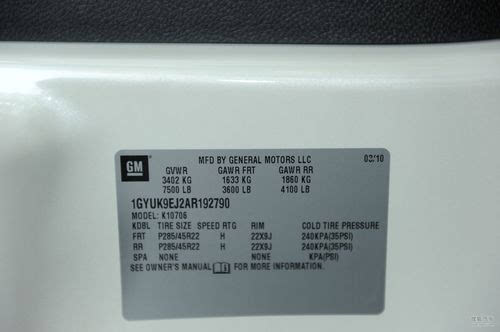 GM
MFD BY GENERAL MOTORS LLC 03/10
GVWR GAWR FRT GAWR RR
3402 KG 1633 KG 1860 KG
7500 LB 3600 LB 4100 LB
1GYUK9EJ2AR192790
MODEL: K10706
KDBL TIRE SIZE SPEED RTG RIM COLD TIRE PRESSURE
FRT P285/45R22 H 22X9J 240KPA(35PSI)
RR P285/45R22 H 22X9J 240KPA(35PSI)
SPA NONE NONE KPA(PSI)
SEE OWNER'S MANUAL FOR MORE INFORMATION.